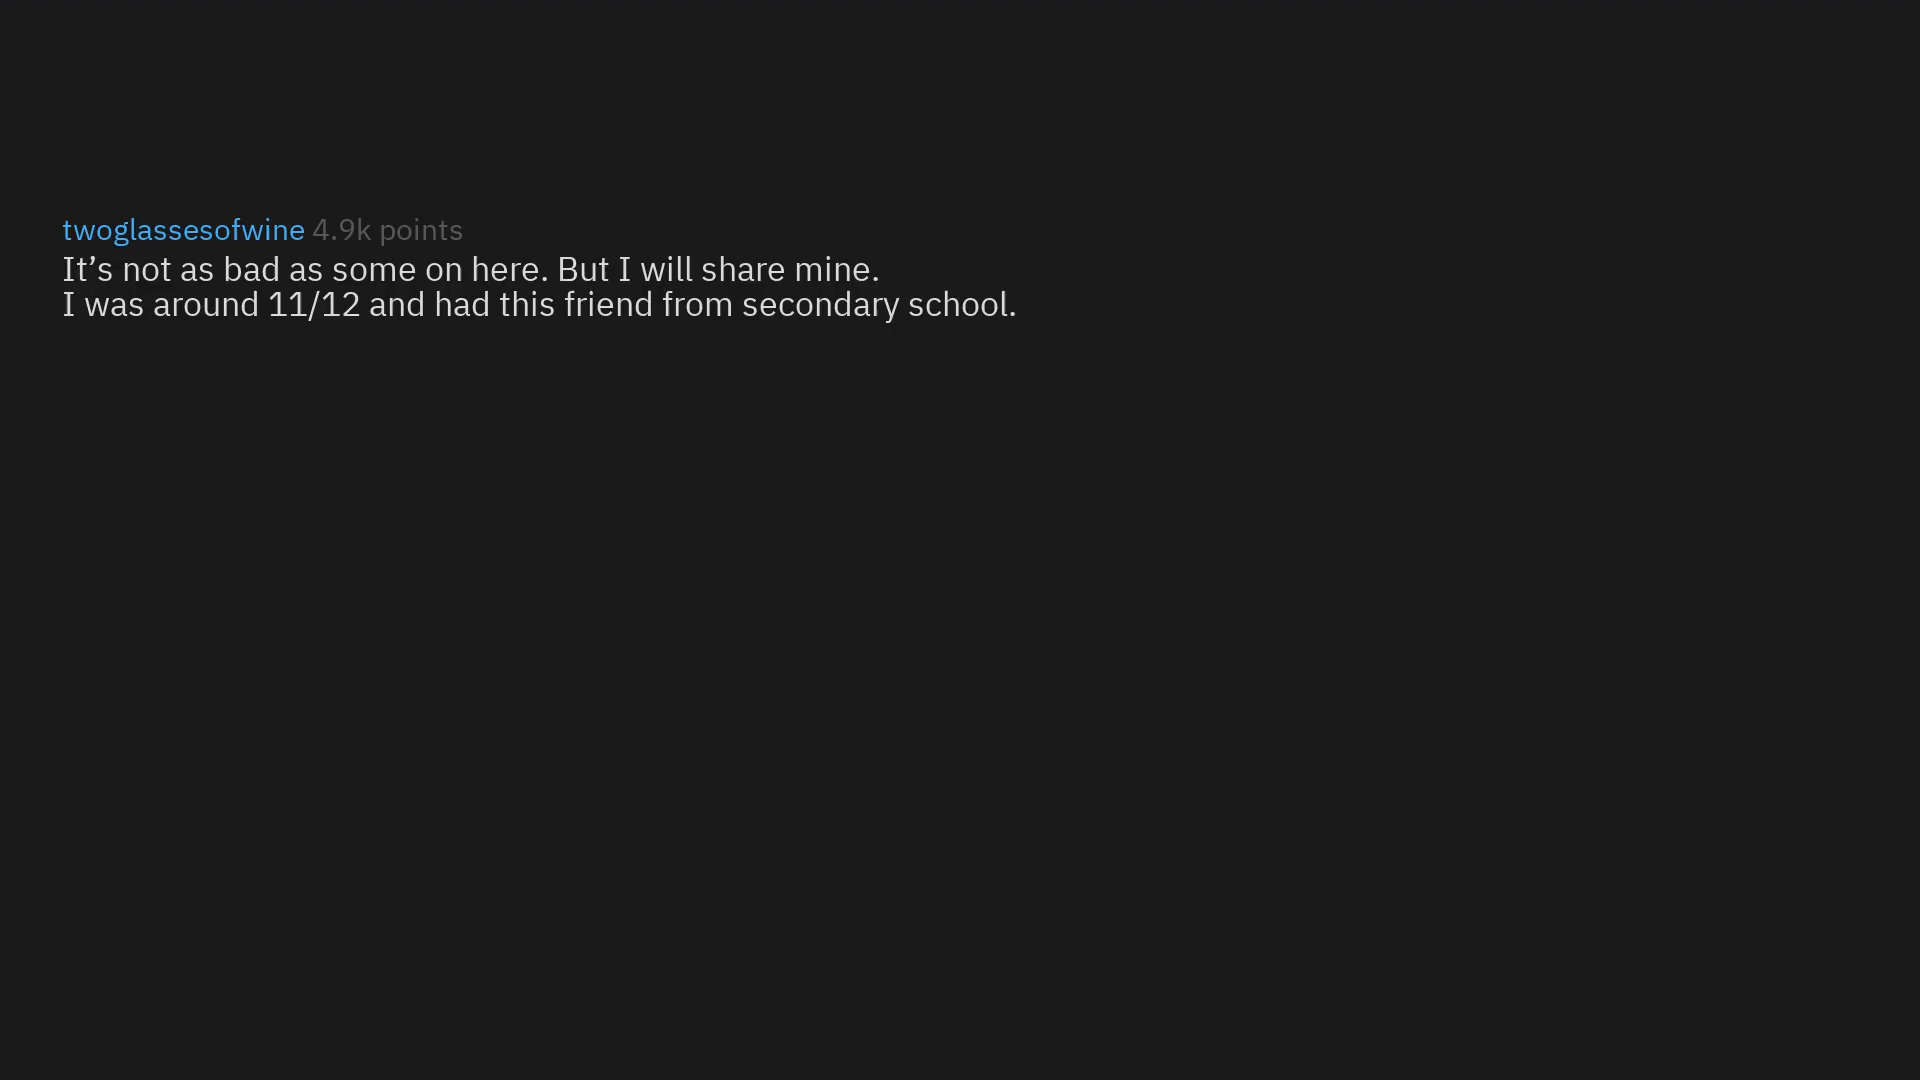 twoglassesofwine 4.9k points
It’s not as bad as some on here. But I will share mine.
I was around 11/12 and had this friend from secondary school.